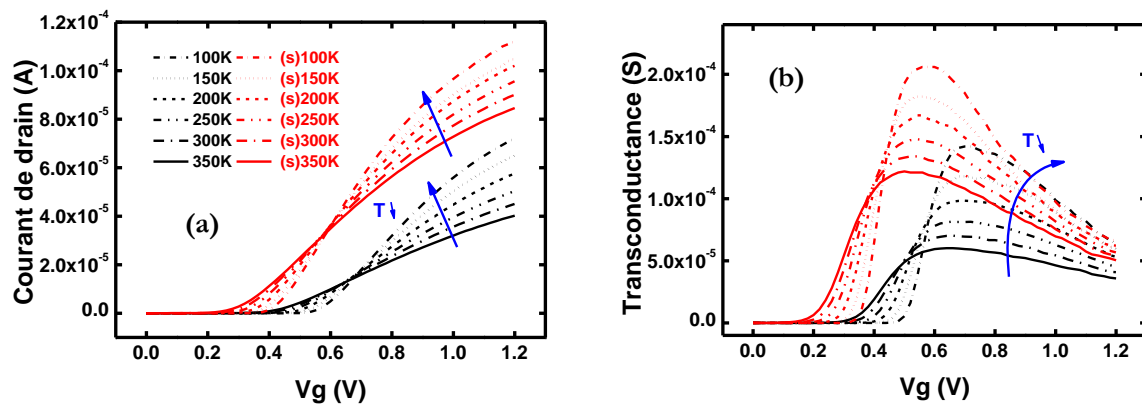 1.2x10⁻⁴
1.0x10⁻⁴
8.0x10⁻⁵
6.0x10⁻⁵
4.0x10⁻⁵
2.0x10⁻⁵
0.0
Courant de drain (A)
100K (s)100K
150K (s)150K
200K (s)200K
250K (s)250K
300K (s)300K
350K (s)350K
T
(a)
0.0 0.2 0.4 0.6 0.8 1.0 1.2
Vg (V)
2.0x10⁻⁴
1.5x10⁻⁴
1.0x10⁻⁴
5.0x10⁻⁵
0.0
Transconductance (S)
(b)
T
0.0 0.2 0.4 0.6 0.8 1.0 1.2
Vg (V)